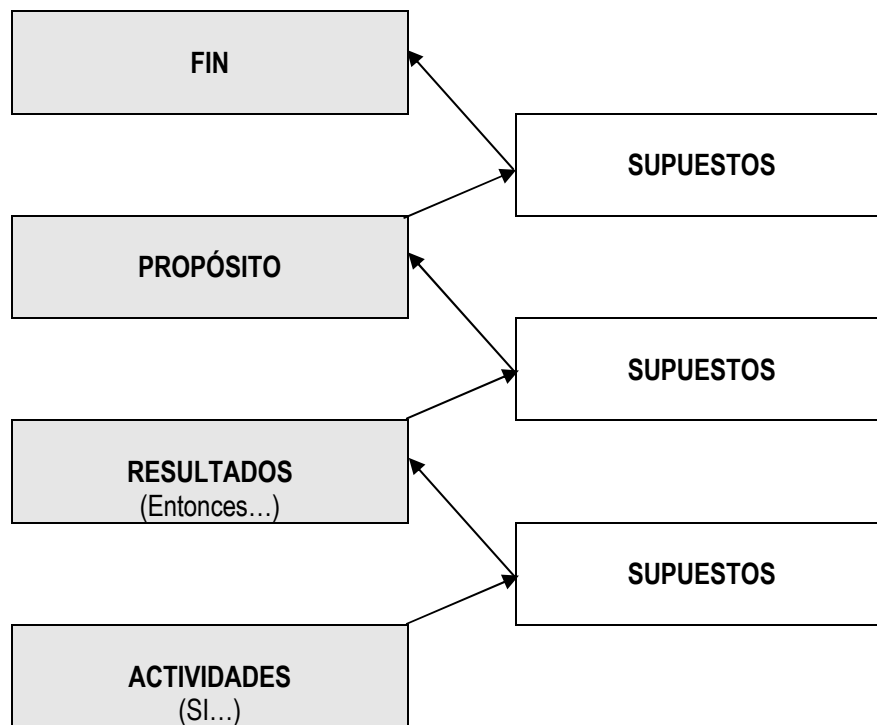 FIN
SUPUESTOS
PROPÓSITO
SUPUESTOS
RESULTADOS
(Entonces…)
SUPUESTOS
ACTIVIDADES
(SI…)